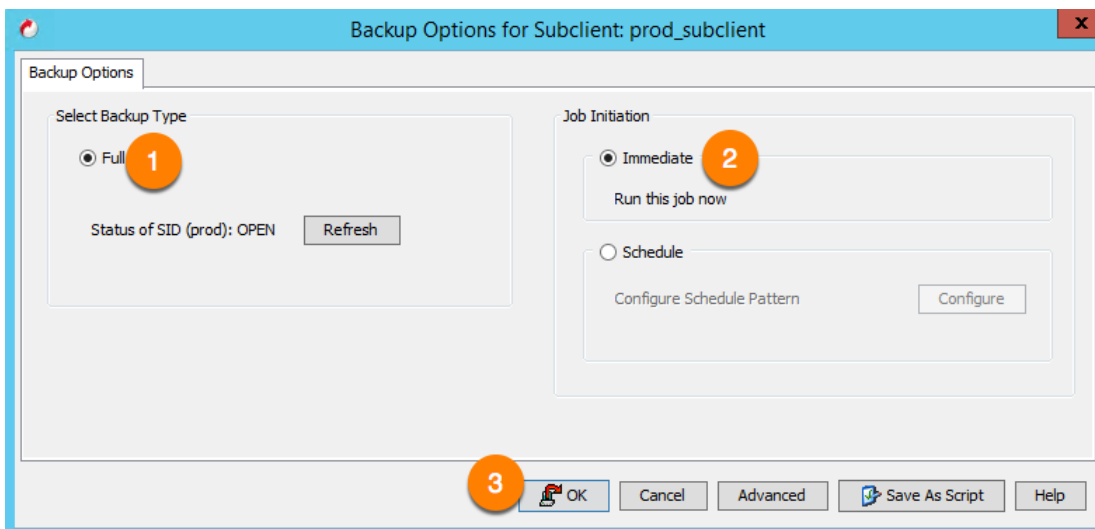 Backup Options for Subclient: prod_subclient
x
Backup Options
Select Backup Type
Full
1
Status of SID (prod): OPEN
Refresh
Job Initiation
Immediate
2
Run this job now
Schedule
Configure Schedule Pattern
Configure
3
OK
Cancel
Advanced
Save As Script
Help